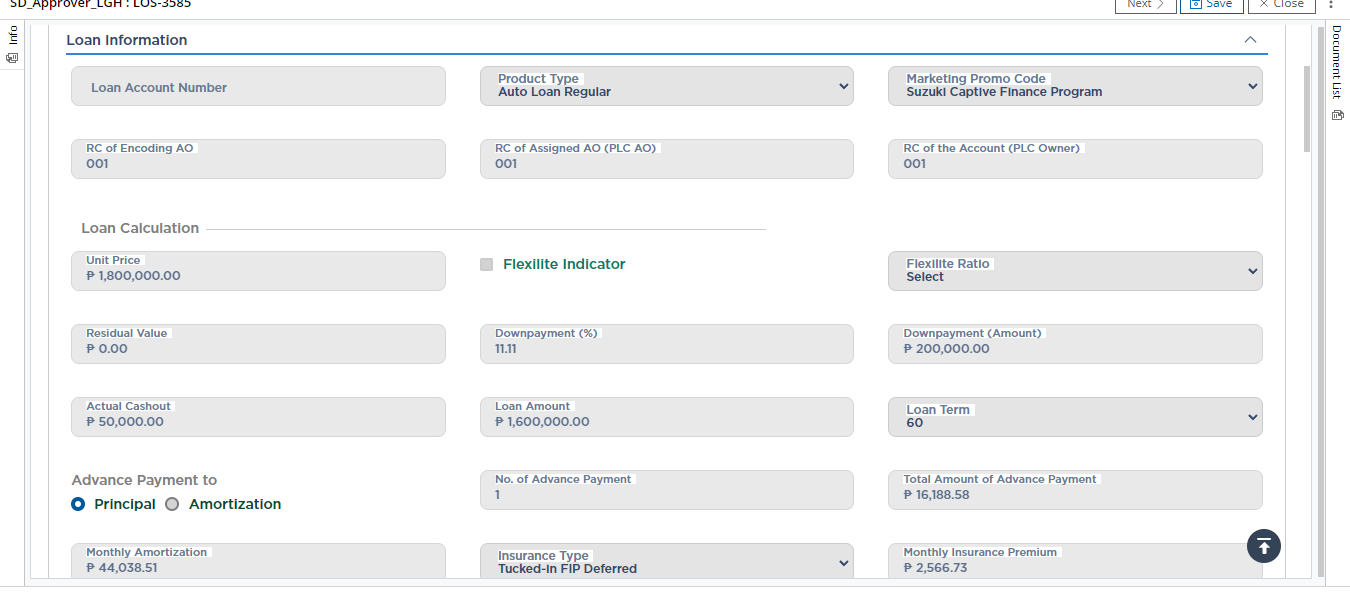 SD_Approver_LGH : LOS-3585
Next
Save
Close
Info
Document List
Loan Information
Loan Account Number
Product Type
Auto Loan Regular
Marketing Promo Code
Suzuki Captive Finance Program
RC of Encoding AO
001
RC of Assigned AO (PLC AO)
001
RC of the Account (PLC Owner)
001
Loan Calculation
Unit Price
₱ 1,800,000.00
Flexilite Indicator
Flexilite Ratio
Select
Residual Value
₱ 0.00
Downpayment (%)
11.11
Downpayment (Amount)
₱ 200,000.00
Actual Cashout
₱ 50,000.00
Loan Amount
₱ 1,600,000.00
Loan Term
60
Advance Payment to
Principal
Amortization
No. of Advance Payment
1
Total Amount of Advance Payment
₱ 16,188.58
Monthly Amortization
₱ 44,038.51
Insurance Type
Tucked-In FIP Deferred
Monthly Insurance Premium
₱ 2,566.73